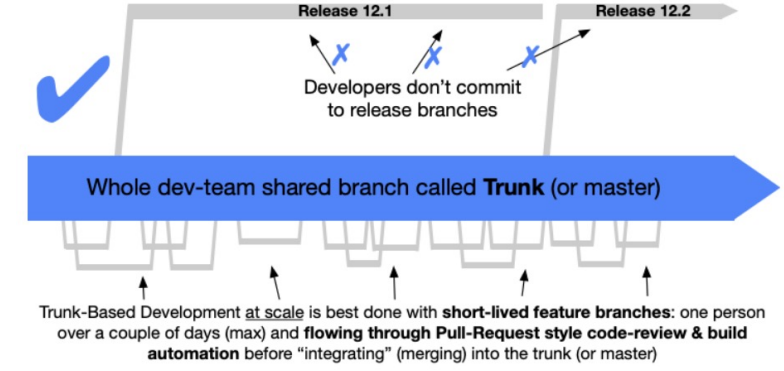 Release 12.1
Release 12.2
Developers don't commit
to release branches
Whole dev-team shared branch called Trunk (or master)
Trunk-Based Development at scale is best done with short-lived feature branches: one person
over a couple of days (max) and flowing through Pull-Request style code-review & build
automation before “integrating” (merging) into the trunk (or master)